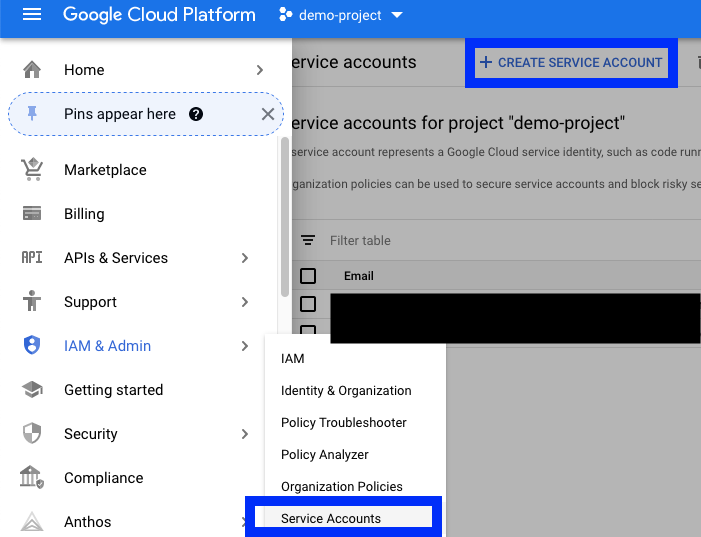 Google Cloud Platform
demo-project
Home
Pins appear here ?
Marketplace
Billing
API APIs & Services
Support
IAM & Admin
Getting started
Security
Compliance
Anthos
IAM
Identity & Organization
Policy Troubleshooter
Policy Analyzer
Organization Policies
Service Accounts
ervice accounts
+ CREATE SERVICE ACCOUNT
ervice accounts for project "demo-project"
service account represents a Google Cloud service identity, such as code runn
rganization policies can be used to secure service accounts and block risky se
Filter table
Email